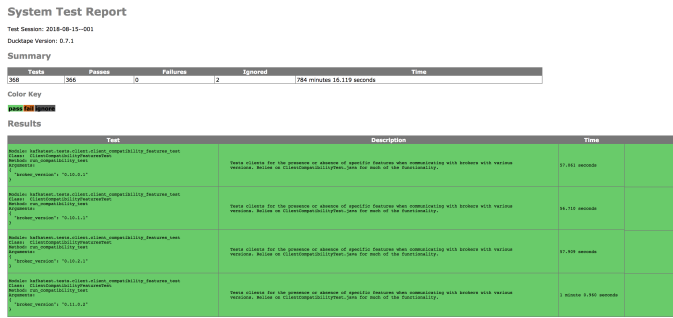 System Test Report
Test Session: 2018-08-15--001
Ducktape Version: 0.7.1
Summary
Tests Passes Failures Ignored Time
368 366 0 2 784 minutes 16.119 seconds
Color Key
pass fail ignore
Results
Test Description Time
Module: kafkatest.tests.client.client_compatibility_features_test
Class: ClientCompatibilityFeaturesTest
Method: run_compatibility_test
Arguments:
{
"broker_version": "0.10.0.1"
}
Tests clients for the presence or absence of specific features when communicating with brokers with various
versions. Relies on ClientCompatibilityTest.java for much of the functionality.
57.061 seconds
Module: kafkatest.tests.client.client_compatibility_features_test
Class: ClientCompatibilityFeaturesTest
Method: run_compatibility_test
Arguments:
{
"broker_version": "0.10.1.1"
}
Tests clients for the presence or absence of specific features when communicating with brokers with various
versions. Relies on ClientCompatibilityTest.java for much of the functionality.
56.710 seconds
Module: kafkatest.tests.client.client_compatibility_features_test
Class: ClientCompatibilityFeaturesTest
Method: run_compatibility_test
Arguments:
{
"broker_version": "0.10.2.1"
}
Tests clients for the presence or absence of specific features when communicating with brokers with various
versions. Relies on ClientCompatibilityTest.java for much of the functionality.
57.909 seconds
Module: kafkatest.tests.client.client_compatibility_features_test
Class: ClientCompatibilityFeaturesTest
Method: run_compatibility_test
Arguments:
{
"broker_version": "0.11.0.2"
}
Tests clients for the presence or absence of specific features when communicating with brokers with various
versions. Relies on ClientCompatibilityTest.java for much of the functionality.
1 minute 0.960 seconds